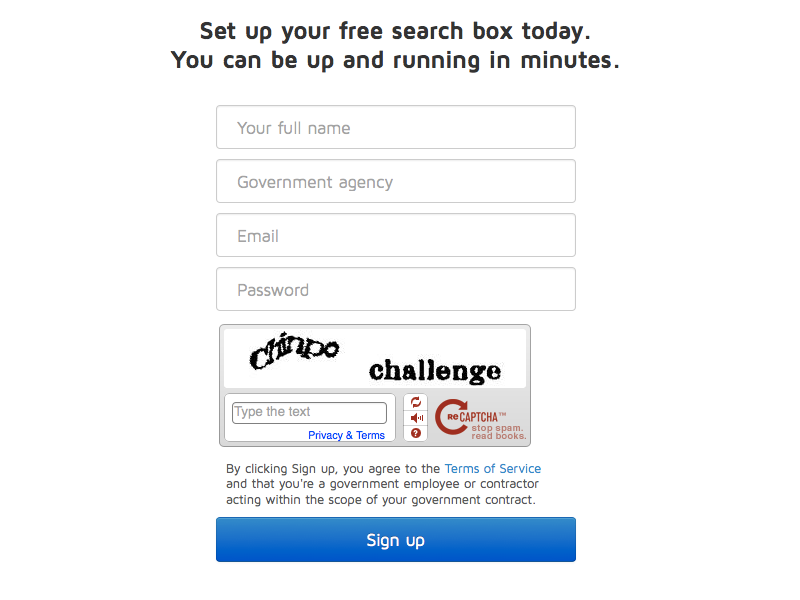 Set up your free search box today.
You can be up and running in minutes.
Your full name
Government agency
Email
Password
chinpo challenge
Type the text
Privacy & Terms
reCAPTCHA™
stop spam.
read books.
By clicking Sign up, you agree to the Terms of Service
and that you're a government employee or contractor
acting within the scope of your government contract.
Sign up